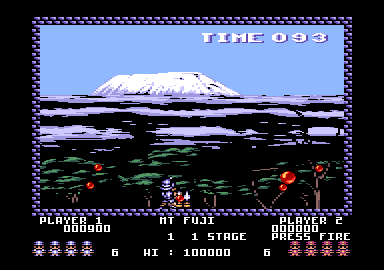 TIME 093
PLAYER 1 MT FUJI PLAYER 2
000900 000000
1 1 STAGE PRESS FIRE
6 HI : 100000 6